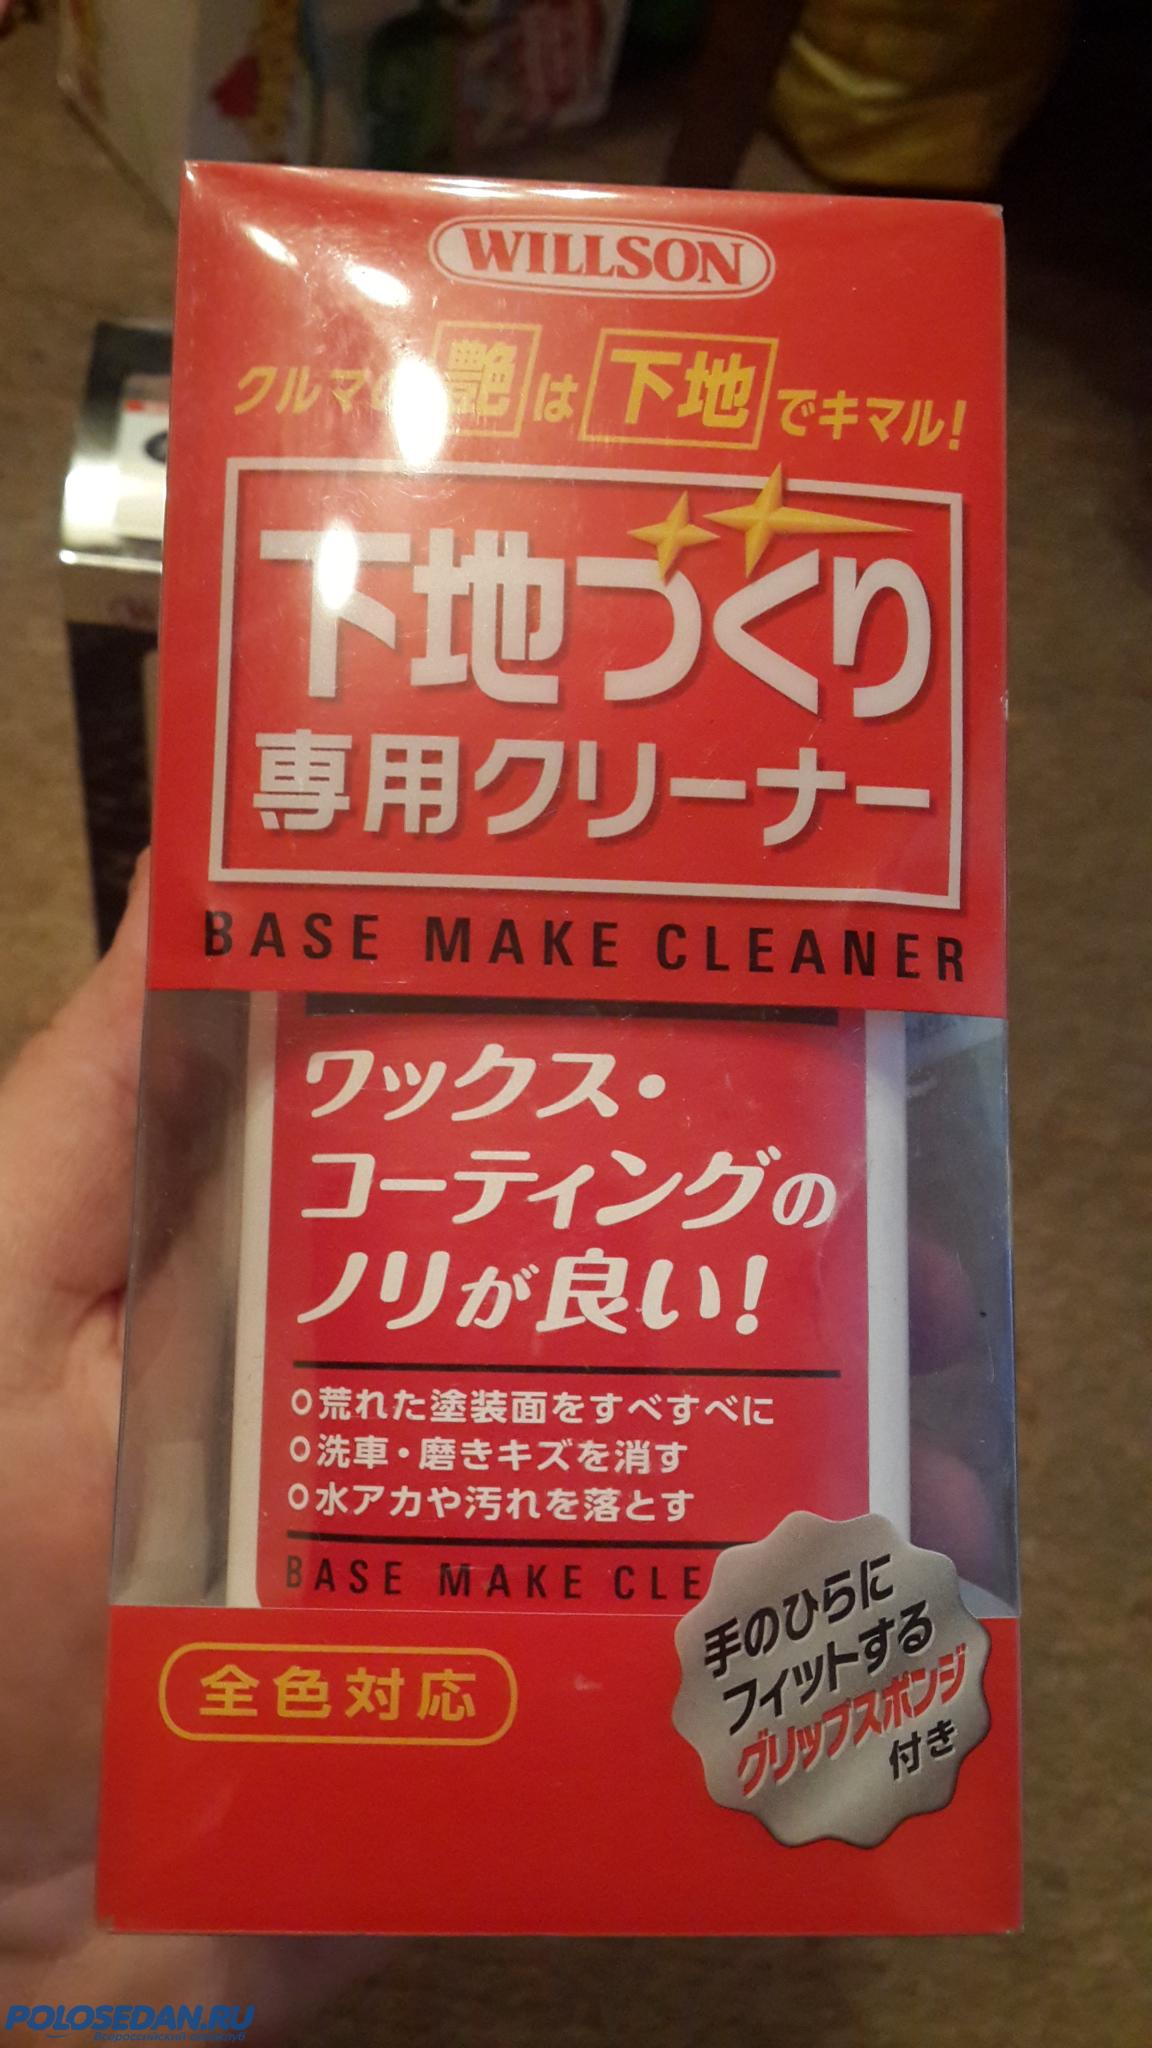 WILLSON
クルマの艶は下地でキマル!
下地づくり
専用クリーナー
BASE MAKE CLEANER
ワックス・
コーティングの
ノリが良い!
○荒れた塗装面をすべすべに
○洗車・磨きキズを消す
○水アカや汚れを落とす
BASE MAKE CLE
全色対応
手のひらに
フィットする
グリップスポンジ
付き
POLOSEDAN.RU
Всероссийский автоклуб